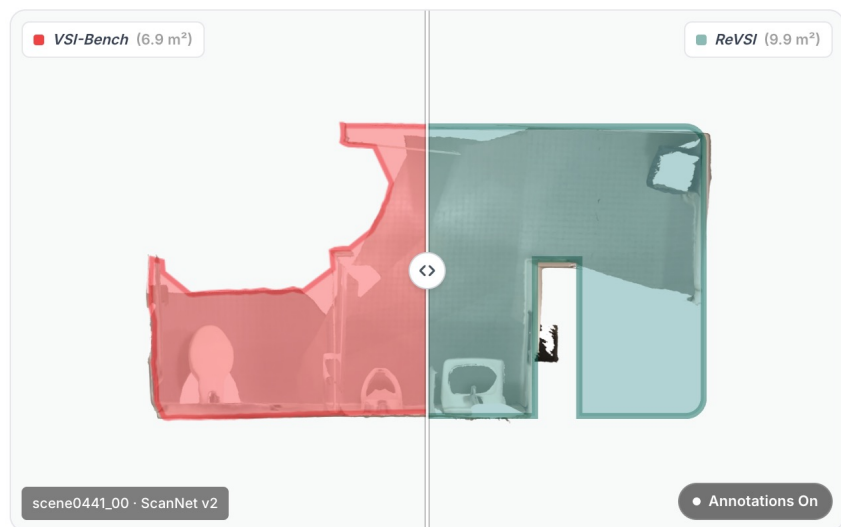 VSI-Bench (6.9 m²)
ReVSI (9.9 m²)
scene0441_00 · ScanNet v2
Annotations On